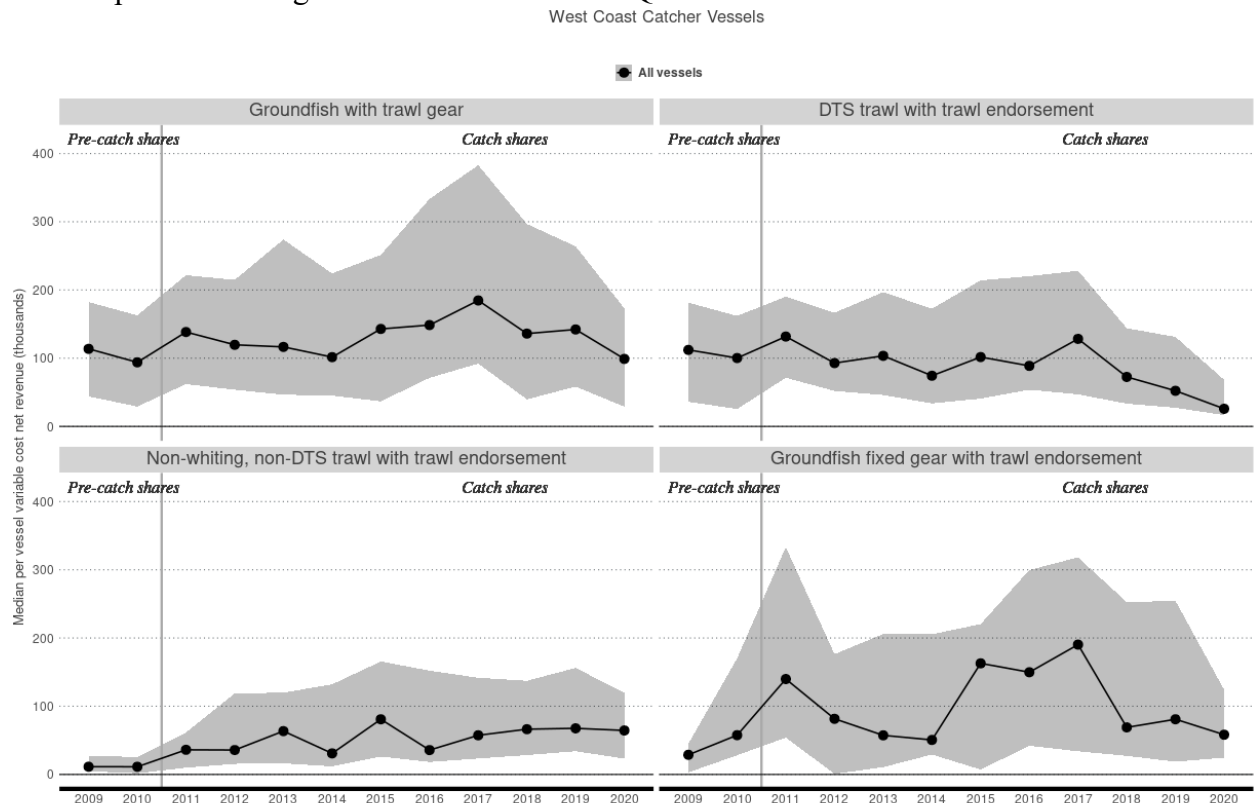 West Coast Catcher Vessels
All vessels
Groundfish with trawl gear
DTS trawl with trawl endorsement
Pre-catch shares
Catch shares
Pre-catch shares
Catch shares
400
300
200
100
0
Non-whiting, non-DTS trawl with trawl endorsement
Groundfish fixed gear with trawl endorsement
Pre-catch shares
Catch shares
Pre-catch shares
Catch shares
400
300
200
100
0
Median per vessel variable cost net revenue (thousands)
2009 2010 2011 2012 2013 2014 2015 2016 2017 2018 2019 2020
2009 2010 2011 2012 2013 2014 2015 2016 2017 2018 2019 2020